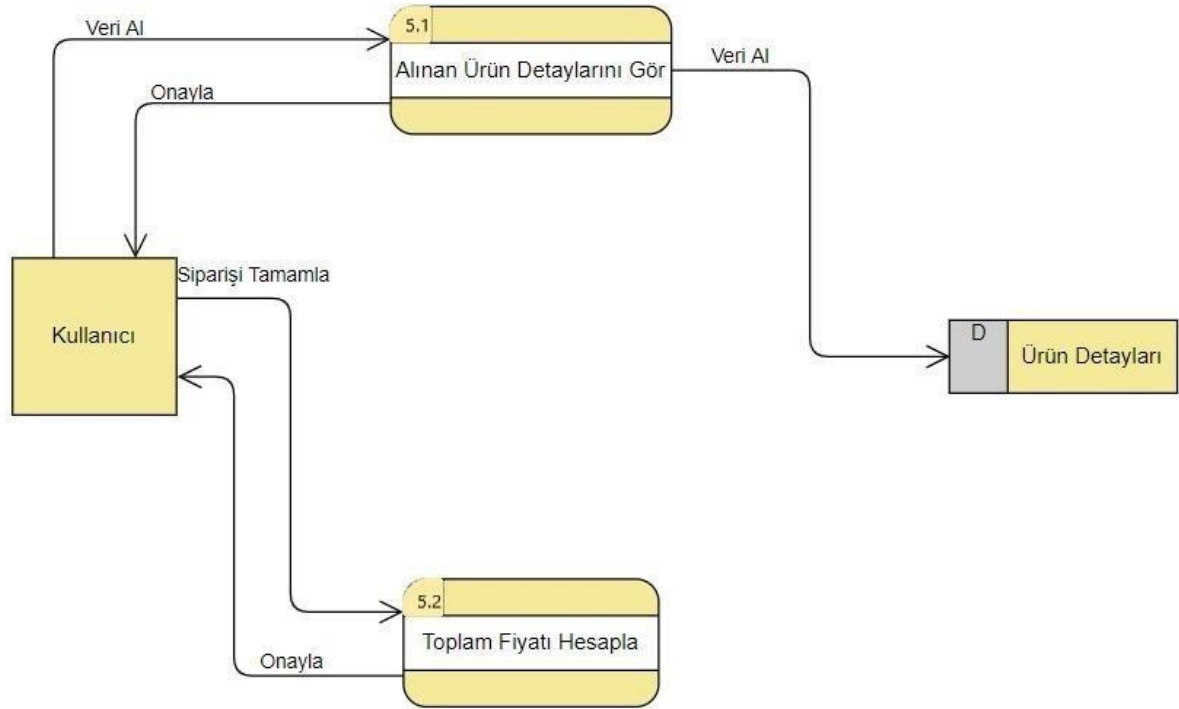 Veri Al
5.1
Alınan Ürün Detaylarını Gör
Veri Al
Onayla
Siparişi Tamamla
Kullanıcı
D
Ürün Detayları
5.2
Toplam Fiyatı Hesapla
Onayla